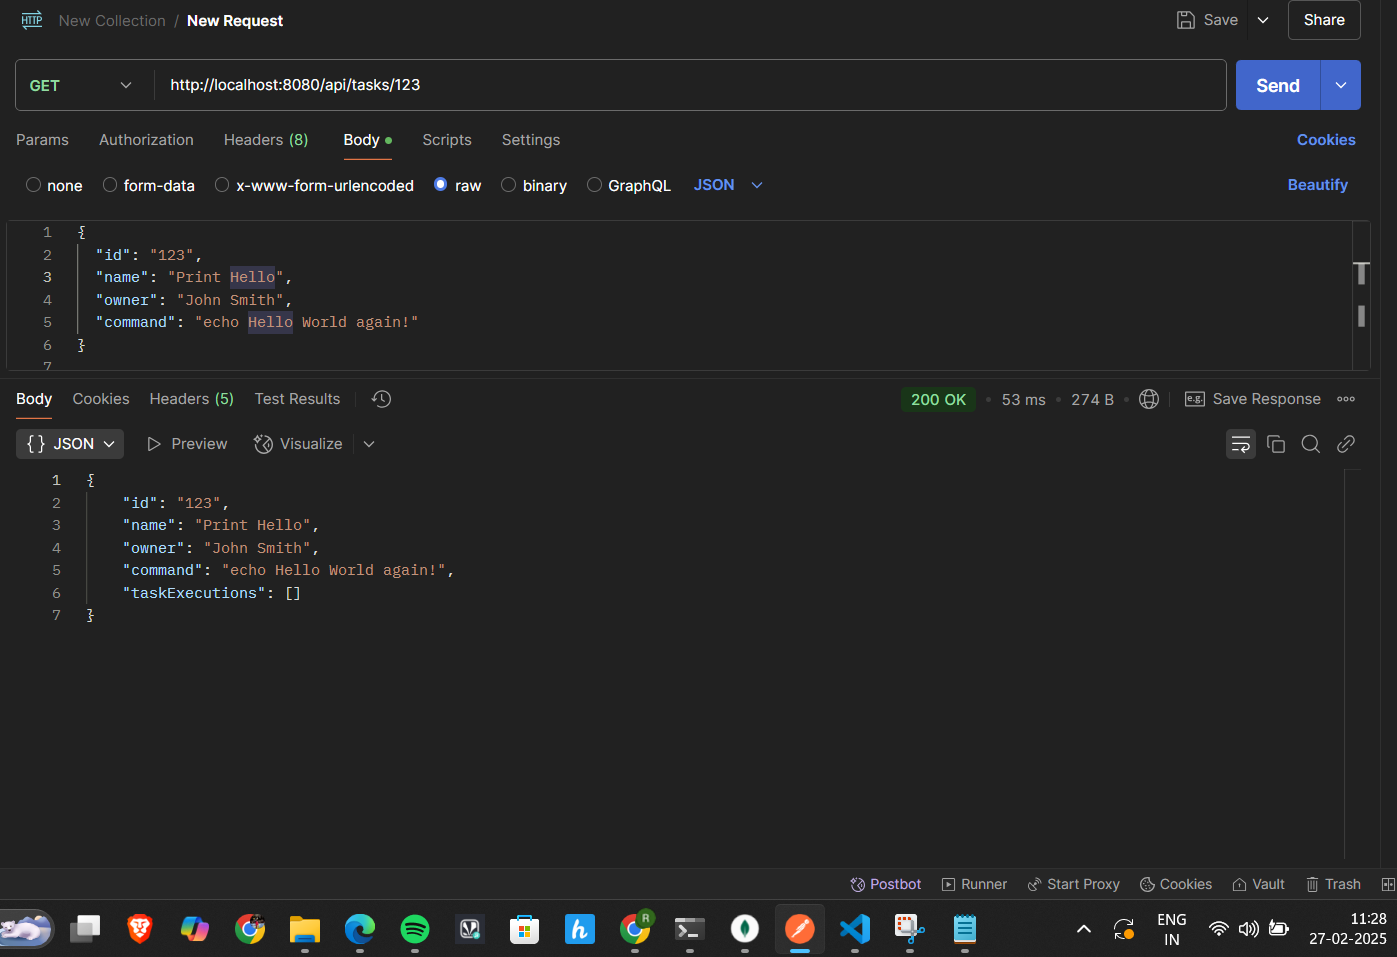 HTTP New Collection / New Request Save Share
GET http://localhost:8080/api/tasks/123 Send
Params Authorization Headers (8) Body Scripts Settings Cookies
none form-data x-www-form-urlencoded raw binary GraphQL JSON Beautify
1 {
2 "id": "123",
3 "name": "Print Hello",
4 "owner": "John Smith",
5 "command": "echo Hello World again!"
6 }
7
Body Cookies Headers (5) Test Results 200 OK • 53 ms • 274 B • e.g. Save Response
{} JSON Preview Visualize
1 {
2 "id": "123",
3 "name": "Print Hello",
4 "owner": "John Smith",
5 "command": "echo Hello World again!",
6 "taskExecutions": []
7 }
Postbot Runner Start Proxy Cookies Vault Trash
h R ENG 11:28
IN 27-02-2025